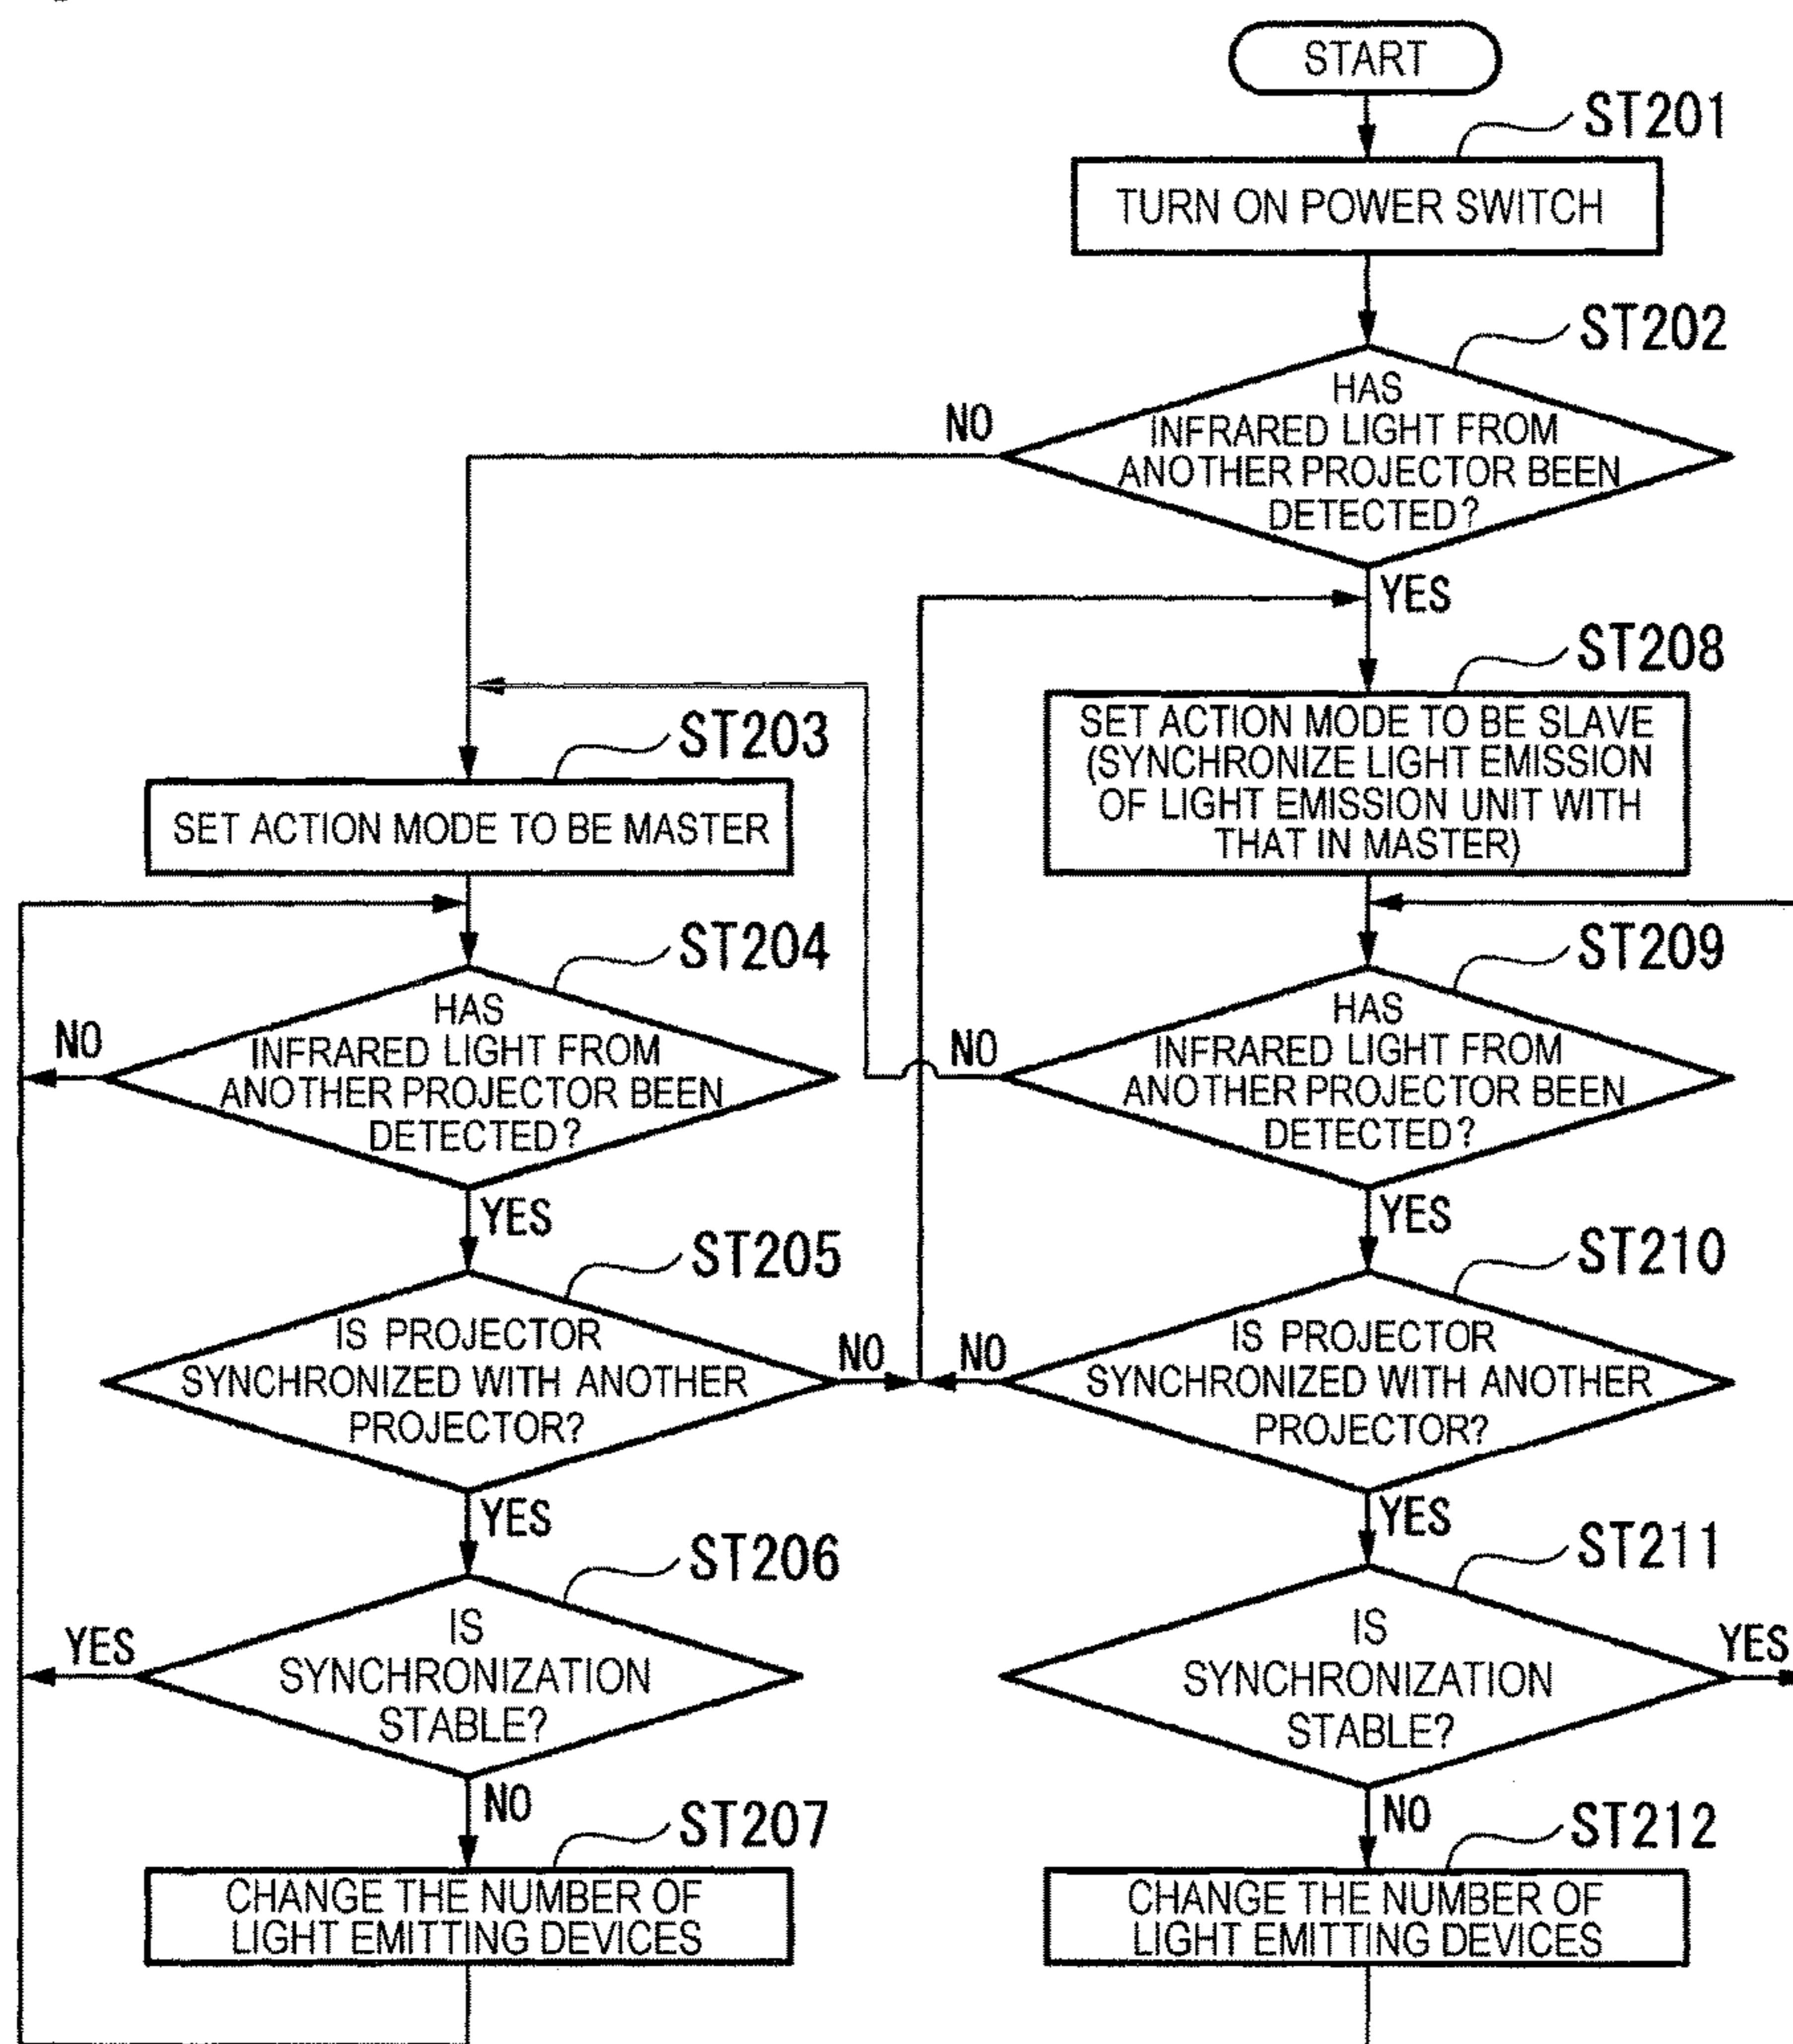 START
ST201
TURN ON POWER SWITCH
ST202
HAS
INFRARED LIGHT FROM
ANOTHER PROJECTOR BEEN
DETECTED?
NO
YES
ST208
SET ACTION MODE TO BE SLAVE
(SYNCHRONIZE LIGHT EMISSION
OF LIGHT EMISSION UNIT WITH
THAT IN MASTER)
ST203
SET ACTION MODE TO BE MASTER
ST204
HAS
INFRARED LIGHT FROM
ANOTHER PROJECTOR BEEN
DETECTED?
NO
YES
ST209
HAS
INFRARED LIGHT FROM
ANOTHER PROJECTOR BEEN
DETECTED?
NO
YES
ST205
IS PROJECTOR
SYNCHRONIZED WITH ANOTHER
PROJECTOR?
NO
YES
ST210
IS PROJECTOR
SYNCHRONIZED WITH ANOTHER
PROJECTOR?
NO
YES
ST206
IS
SYNCHRONIZATION
STABLE?
YES
NO
ST211
IS
SYNCHRONIZATION
STABLE?
YES
NO
ST207
CHANGE THE NUMBER OF
LIGHT EMITTING DEVICES
ST212
CHANGE THE NUMBER OF
LIGHT EMITTING DEVICES